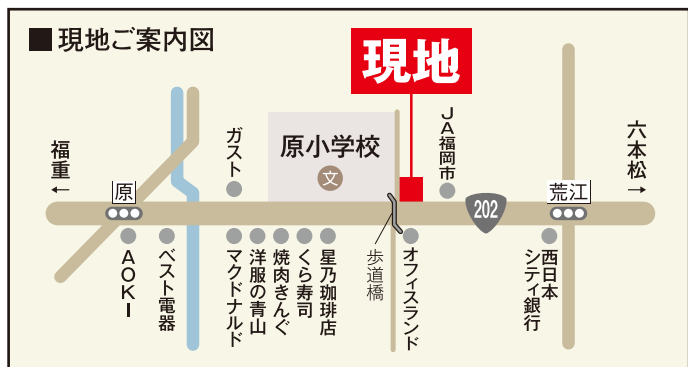 ■現地ご案内図
現地
福重
←
原
ガスト
原小学校
文
JA福岡市
202
荒江
六本松
→
AOKI
ベスト電器
マクドナルド
洋服の青山
焼肉きんぐ
くら寿司
星乃珈琲店
歩道橋
オフィスランド
西日本
シティ銀行